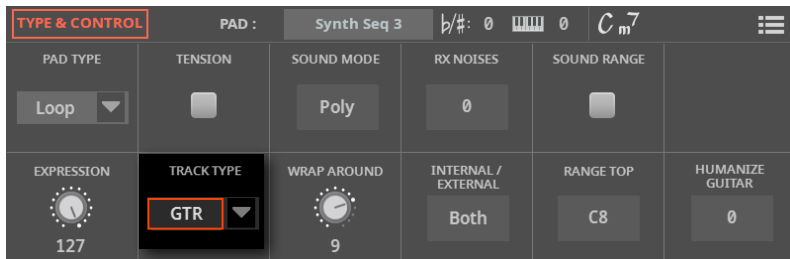 TYPE & CONTROL PAD : Synth Seq 3 ♭/♯: 0 0 Cm7
PAD TYPE TENSION SOUND MODE RX NOISES SOUND RANGE
Loop Poly 0
EXPRESSION TRACK TYPE WRAP AROUND INTERNAL / EXTERNAL RANGE TOP HUMANIZE GUITAR
GTR Both C8 0
127 9